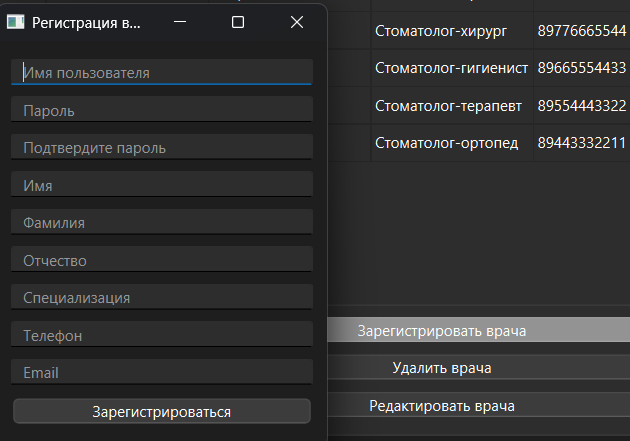 Регистрация в...
Имя пользователя
Пароль
Подтвердите пароль
Имя
Фамилия
Отчество
Специализация
Телефон
Email
Зарегистрироваться
Стоматолог-хирург 89776665544
Стоматолог-гигиенист 89665554433
Стоматолог-терапевт 89554443322
Стоматолог-ортопед 89443332211
Зарегистрировать врача
Удалить врача
Редактировать врача